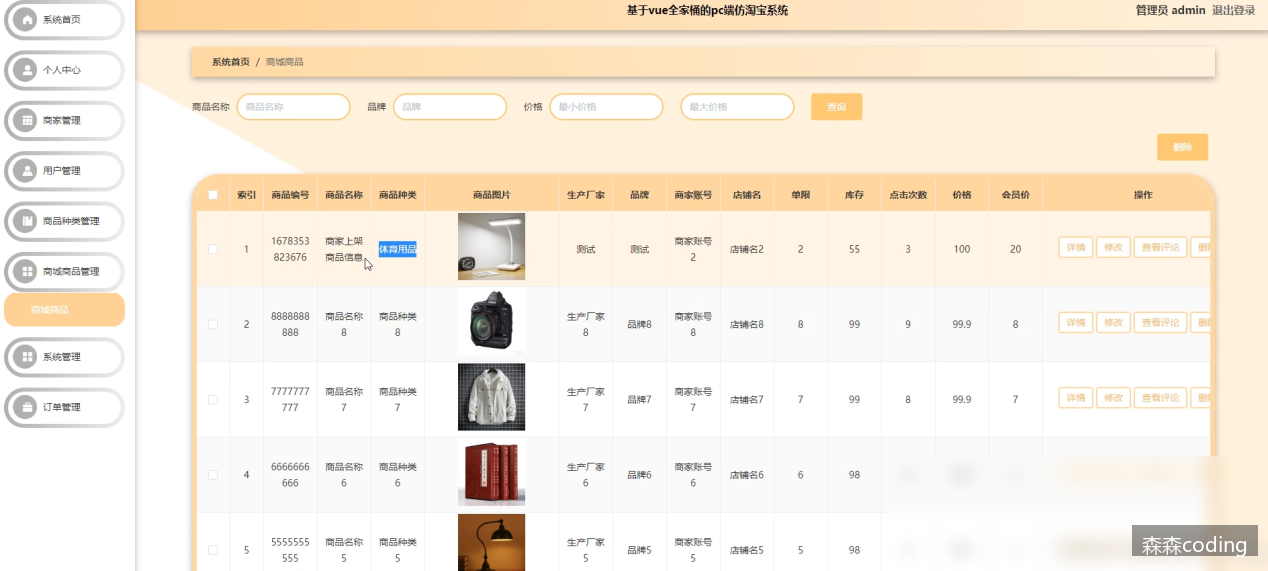 基于vue全家桶的pc端仿淘宝系统
管理员 admin 退出登录
系统首页
个人中心
商家管理
用户管理
商品种类管理
商城商品管理
商城商品
系统管理
订单管理
系统首页 / 商城商品
商品名称 商品名称 品牌 品牌 价格 最小价格 最大价格 查询
删除
索引 商品编号 商品名称 商品种类 商品图片 生产厂家 品牌 商家账号 店铺名 单限 库存 点击次数 价格 会员价 操作
1 1678353823676 商家上架商品信息 体育用品 测试 测试 商家账号2 店铺名2 2 55 3 100 20 详情 修改 查看评论
2 8888888888 商品名称8 商品种类8 生产厂家8 品牌8 商家账号8 店铺名8 8 99 9 99.9 8 详情 修改 查看评论
3 7777777777 商品名称7 商品种类7 生产厂家7 品牌7 商家账号7 店铺名7 7 99 8 99.9 7 详情 修改 查看评论
4 6666666666 商品名称6 商品种类6 生产厂家6 品牌6 商家账号6 店铺名6 6 98
5 5555555555 商品名称5 商品种类5 生产厂家5 品牌5 商家账号5 店铺名5 5 98
森森coding